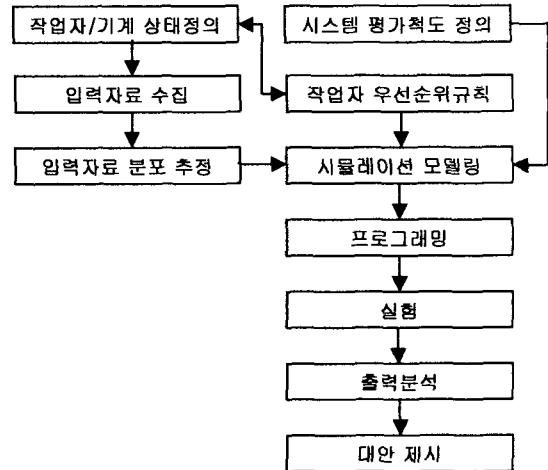 작업자/기계 상태정의
시스템 평가척도 정의
입력자료 수집
작업자 우선순위규칙
입력자료 분포 추정
시뮬레이션 모델링
프로그래밍
실험
출력분석
대안 제시